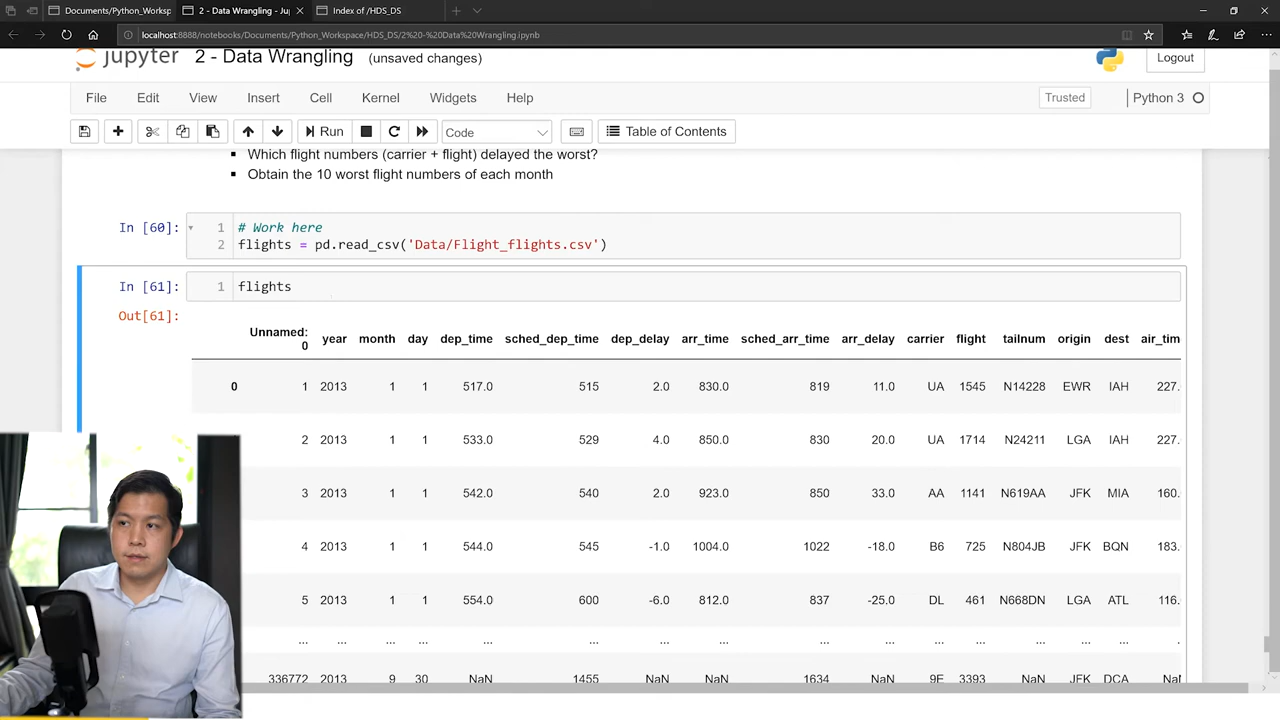 Documents/Python_Worksp
2 - Data Wrangling - Ju
Index of /HDS_DS
localhost:8888/notebooks/Documents/Python_Workspace/HDS_DS/2%20-%20Data%20Wrangling.ipynb
jupyter 2 - Data Wrangling (unsaved changes)
Logout
File Edit View Insert Cell Kernel Widgets Help
Trusted
Python 3
Run
Code
Table of Contents
Which flight numbers (carrier + flight) delayed the worst?
Obtain the 10 worst flight numbers of each month
In [60]:
1 # Work here
2 flights = pd.read_csv('Data/Flight_flights.csv')
In [61]:
1 flights
Out[61]:
Unnamed: 0 year month day dep_time sched_dep_time dep_delay arr_time sched_arr_time arr_delay carrier flight tailnum origin dest air_tim
0 1 2013 1 1 517.0 515 2.0 830.0 819 11.0 UA 1545 N14228 EWR IAH 227.
2 2013 1 1 533.0 529 4.0 850.0 830 20.0 UA 1714 N24211 LGA IAH 227.
3 2013 1 1 542.0 540 2.0 923.0 850 33.0 AA 1141 N619AA JFK MIA 160.
4 2013 1 1 544.0 545 -1.0 1004.0 1022 -18.0 B6 725 N804JB JFK BQN 183.
5 2013 1 1 554.0 600 -6.0 812.0 837 -25.0 DL 461 N668DN LGA ATL 116.
... ... ... ... ... ... ... ... ... ... ... ... ... ... ... .
336772 2013 9 30 NaN 1455 NaN NaN 1634 NaN 9E 3393 NaN JFK DCA Na